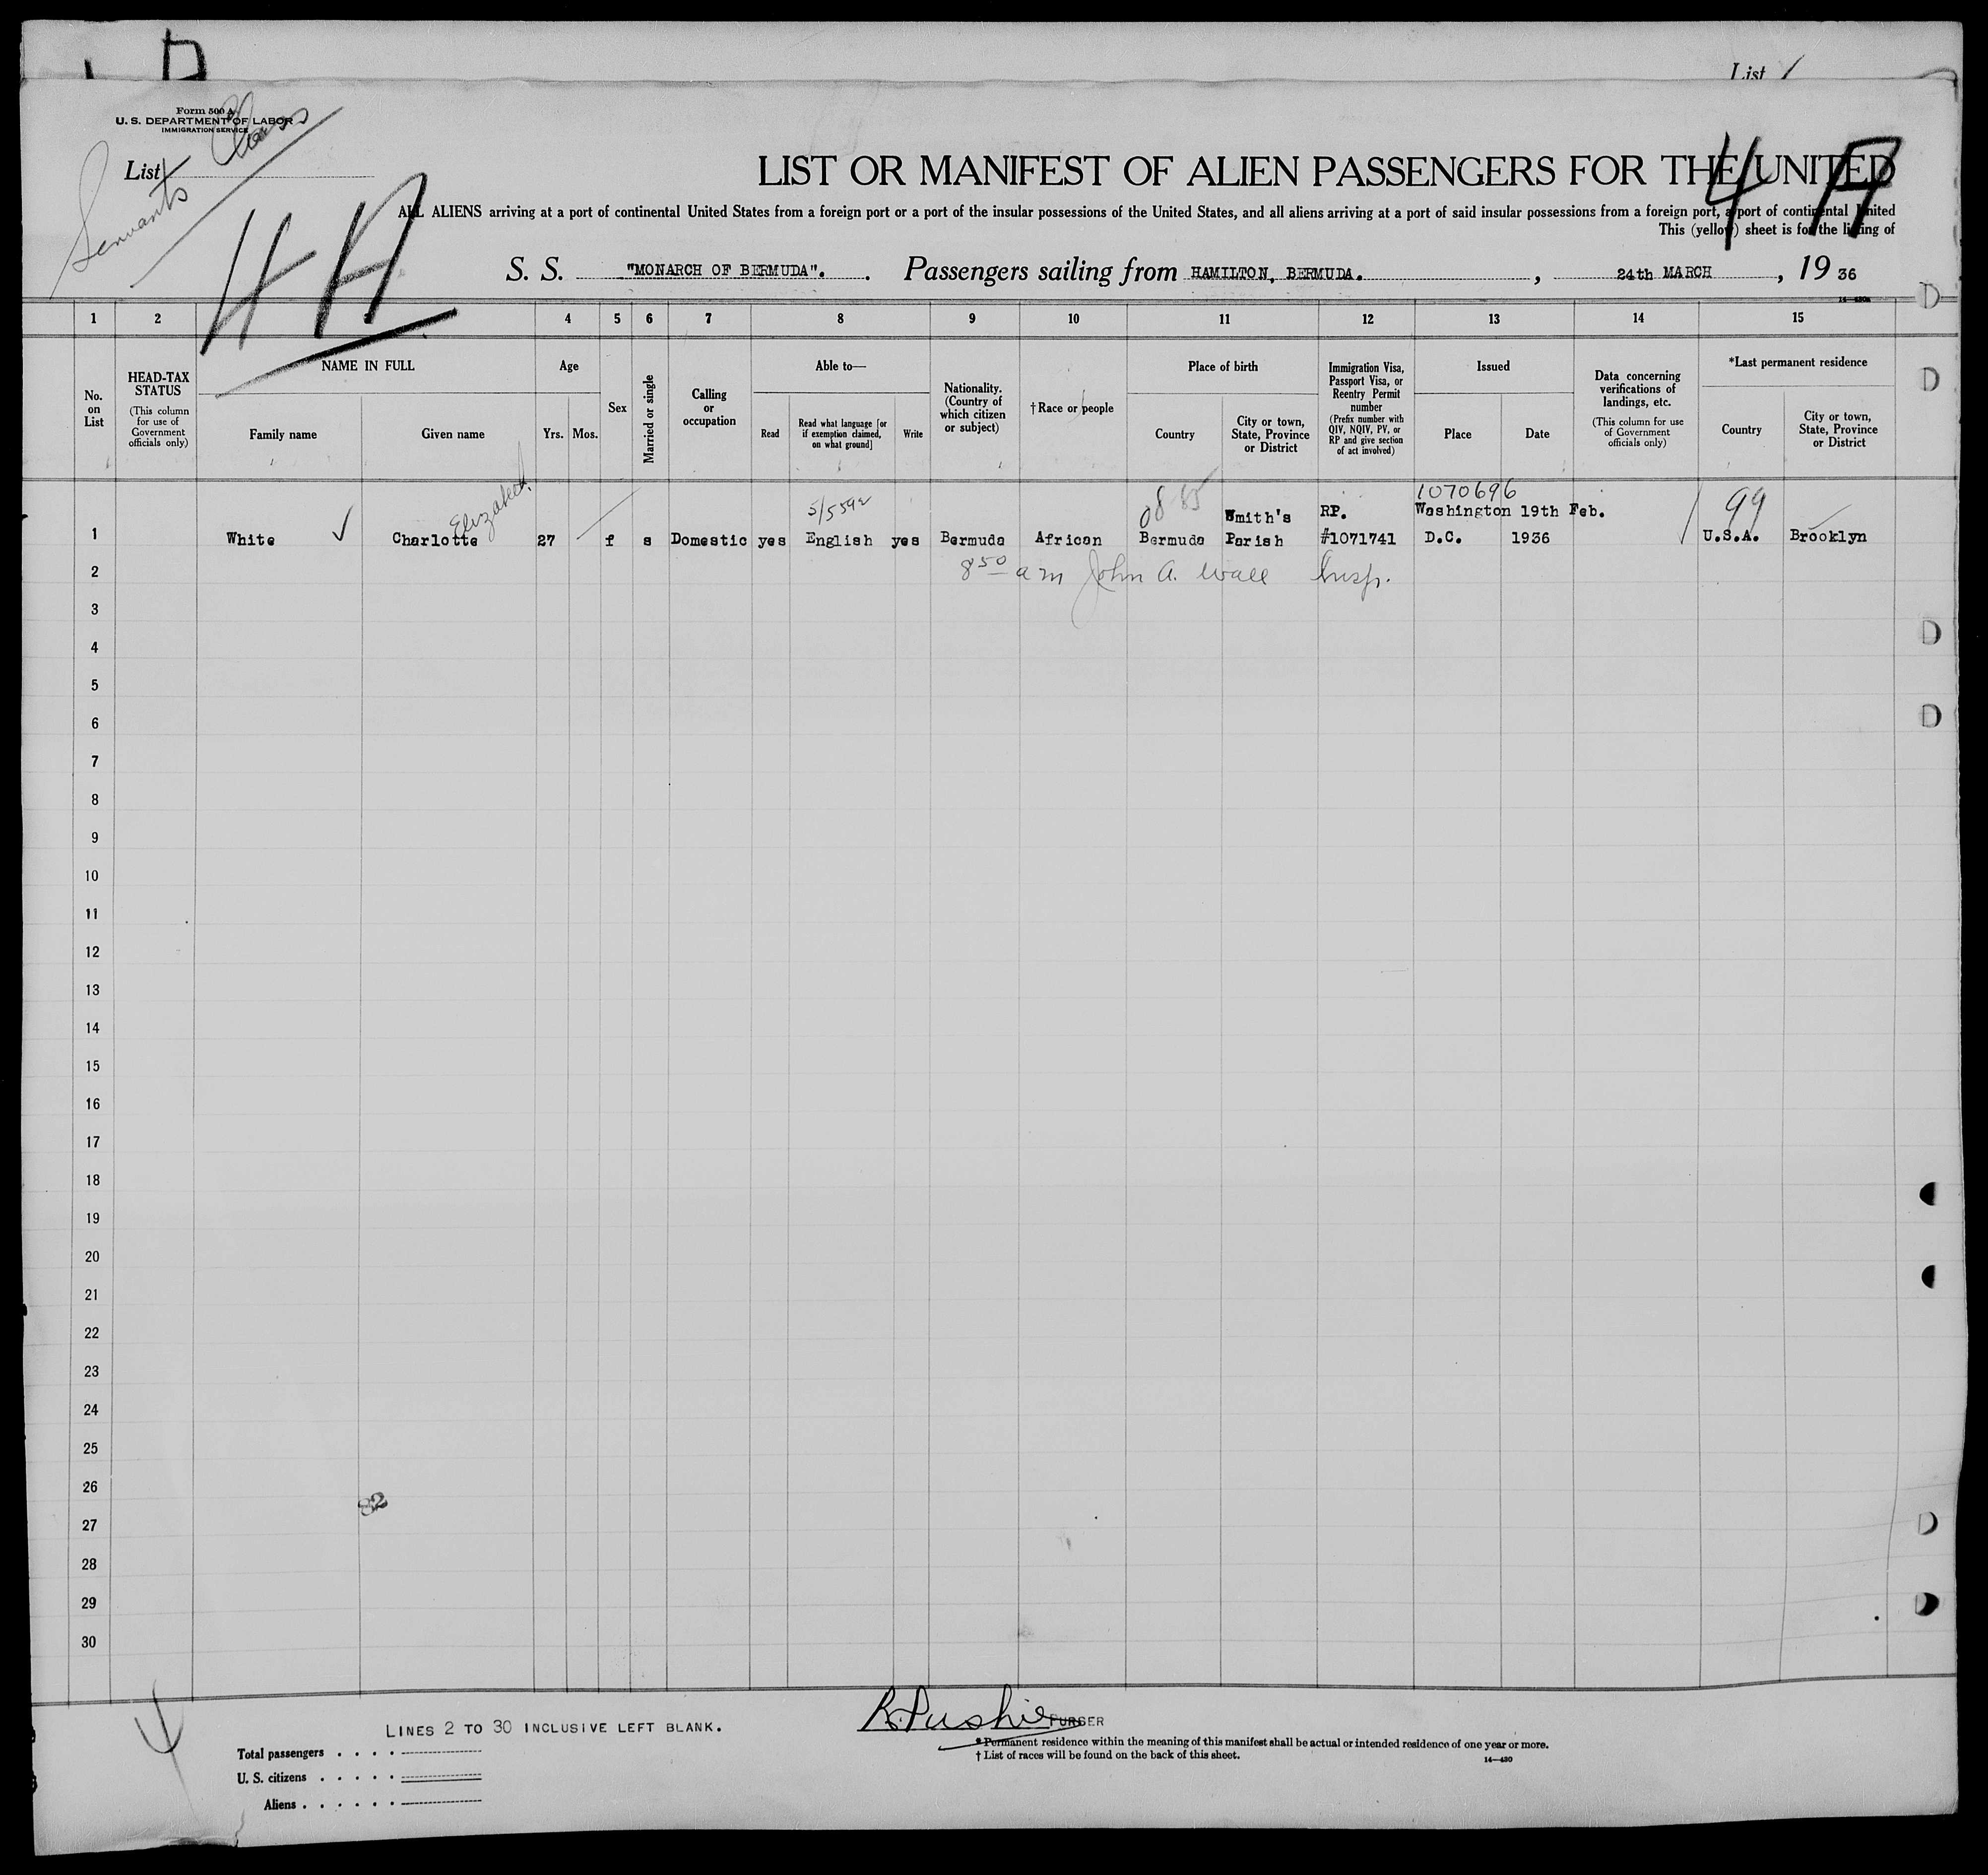 List /
Form 500 A
U. S. DEPARTMENT OF LABOR
IMMIGRATION SERVICE
List
Servants Class
4 A
4 A
LIST OR MANIFEST OF ALIEN PASSENGERS FOR THE UNITED
ALL ALIENS arriving at a port of continental United States from a foreign port or a port of the insular possessions of the United States, and all aliens arriving at a port of said insular possessions from a foreign port, a port of continental United
This (yellow) sheet is for the listing of
S. S. "MONARCH OF BERMUDA". Passengers sailing from HAMILTON, BERMUDA. , 24th MARCH , 19 36
14—430a
1 2 4 5 6 7 8 9 10 11 12 13 14 15
No. on List
HEAD-TAX STATUS
(This column for use of Government officials only)
NAME IN FULL
Family name
Given name
Age
Yrs.
Mos.
Sex
Married or single
Calling or occupation
Able to—
Read
Read what language [or if exemption claimed, on what ground]
Write
Nationality. (Country of which citizen or subject)
† Race or people
Place of birth
Country
City or town, State, Province or District
Immigration Visa, Passport Visa, or Reentry Permit number
(Prefix number with QIV, NQIV, PV, or RP and give section of act involved)
Issued
Place
Date
Data concerning verifications of landings, etc.
(This column for use of Government officials only)
*Last permanent residence
Country
City or town, State, Province or District
Elizabeth 5/5592 1070696 99
Smith's RP. Washington 19th Feb.
1 White Charlotte 27 f s Domestic yes English yes Bermuda African Bermuda Parish #1071741 D.C. 1936 U.S.A. Brooklyn
2 8 50 am John A. Wall Insp.
3
4
5
6
7
8
9
10
11
12
13
14
15
16
17
18
19
20
21
22
23
24
25
26
82
27
28
29
30
LINES 2 TO 30 INCLUSIVE LEFT BLANK.
PURSER
Total passengers
U. S. citizens
Aliens
* Permanent residence within the meaning of this manifest shall be actual or intended residence of one year or more.
† List of races will be found on the back of this sheet.
14—430